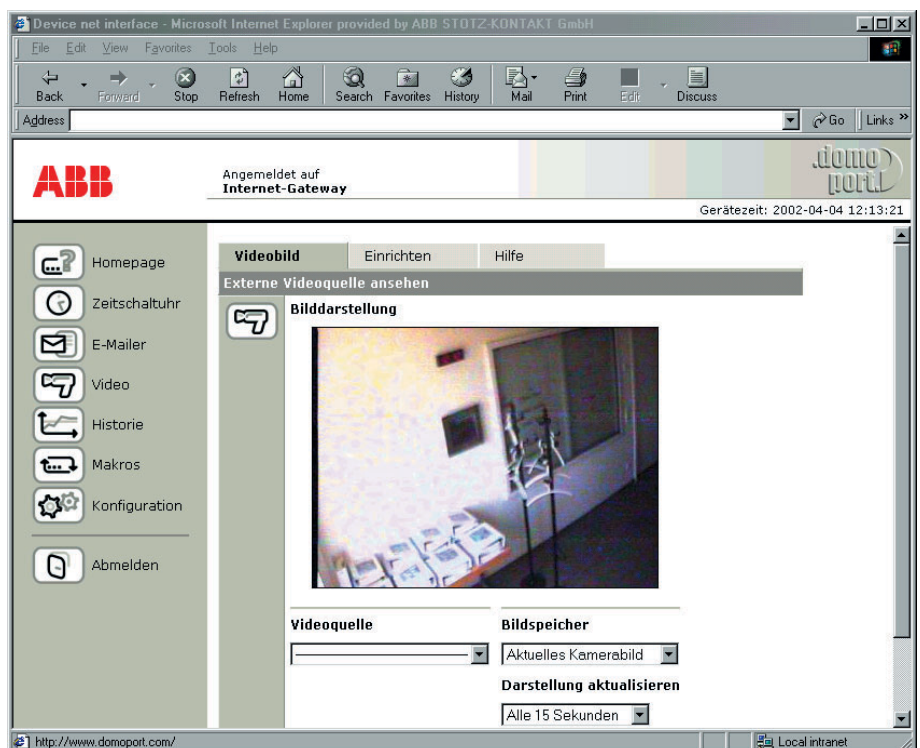 Device net interface - Microsoft Internet Explorer provided by ABB STOTZ-KONTAKT GmbH
File Edit View Favorites Tools Help
Back Forward Stop Refresh Home Search Favorites History Mail Print Edit Discuss
Address Go Links »
ABB
Angemeldet auf
Internet-Gateway
.domo
port.
Gerätezeit: 2002-04-04 12:13:21
Homepage
Zeitschaltuhr
E-Mailer
Video
Historie
Makros
Konfiguration
Abmelden
Videobild Einrichten Hilfe
Externe Videoquelle ansehen
Bilddarstellung
Videoquelle
Bildspeicher
Aktuelles Kamerabild
Darstellung aktualisieren
Alle 15 Sekunden
http://www.domoport.com/ Local intranet